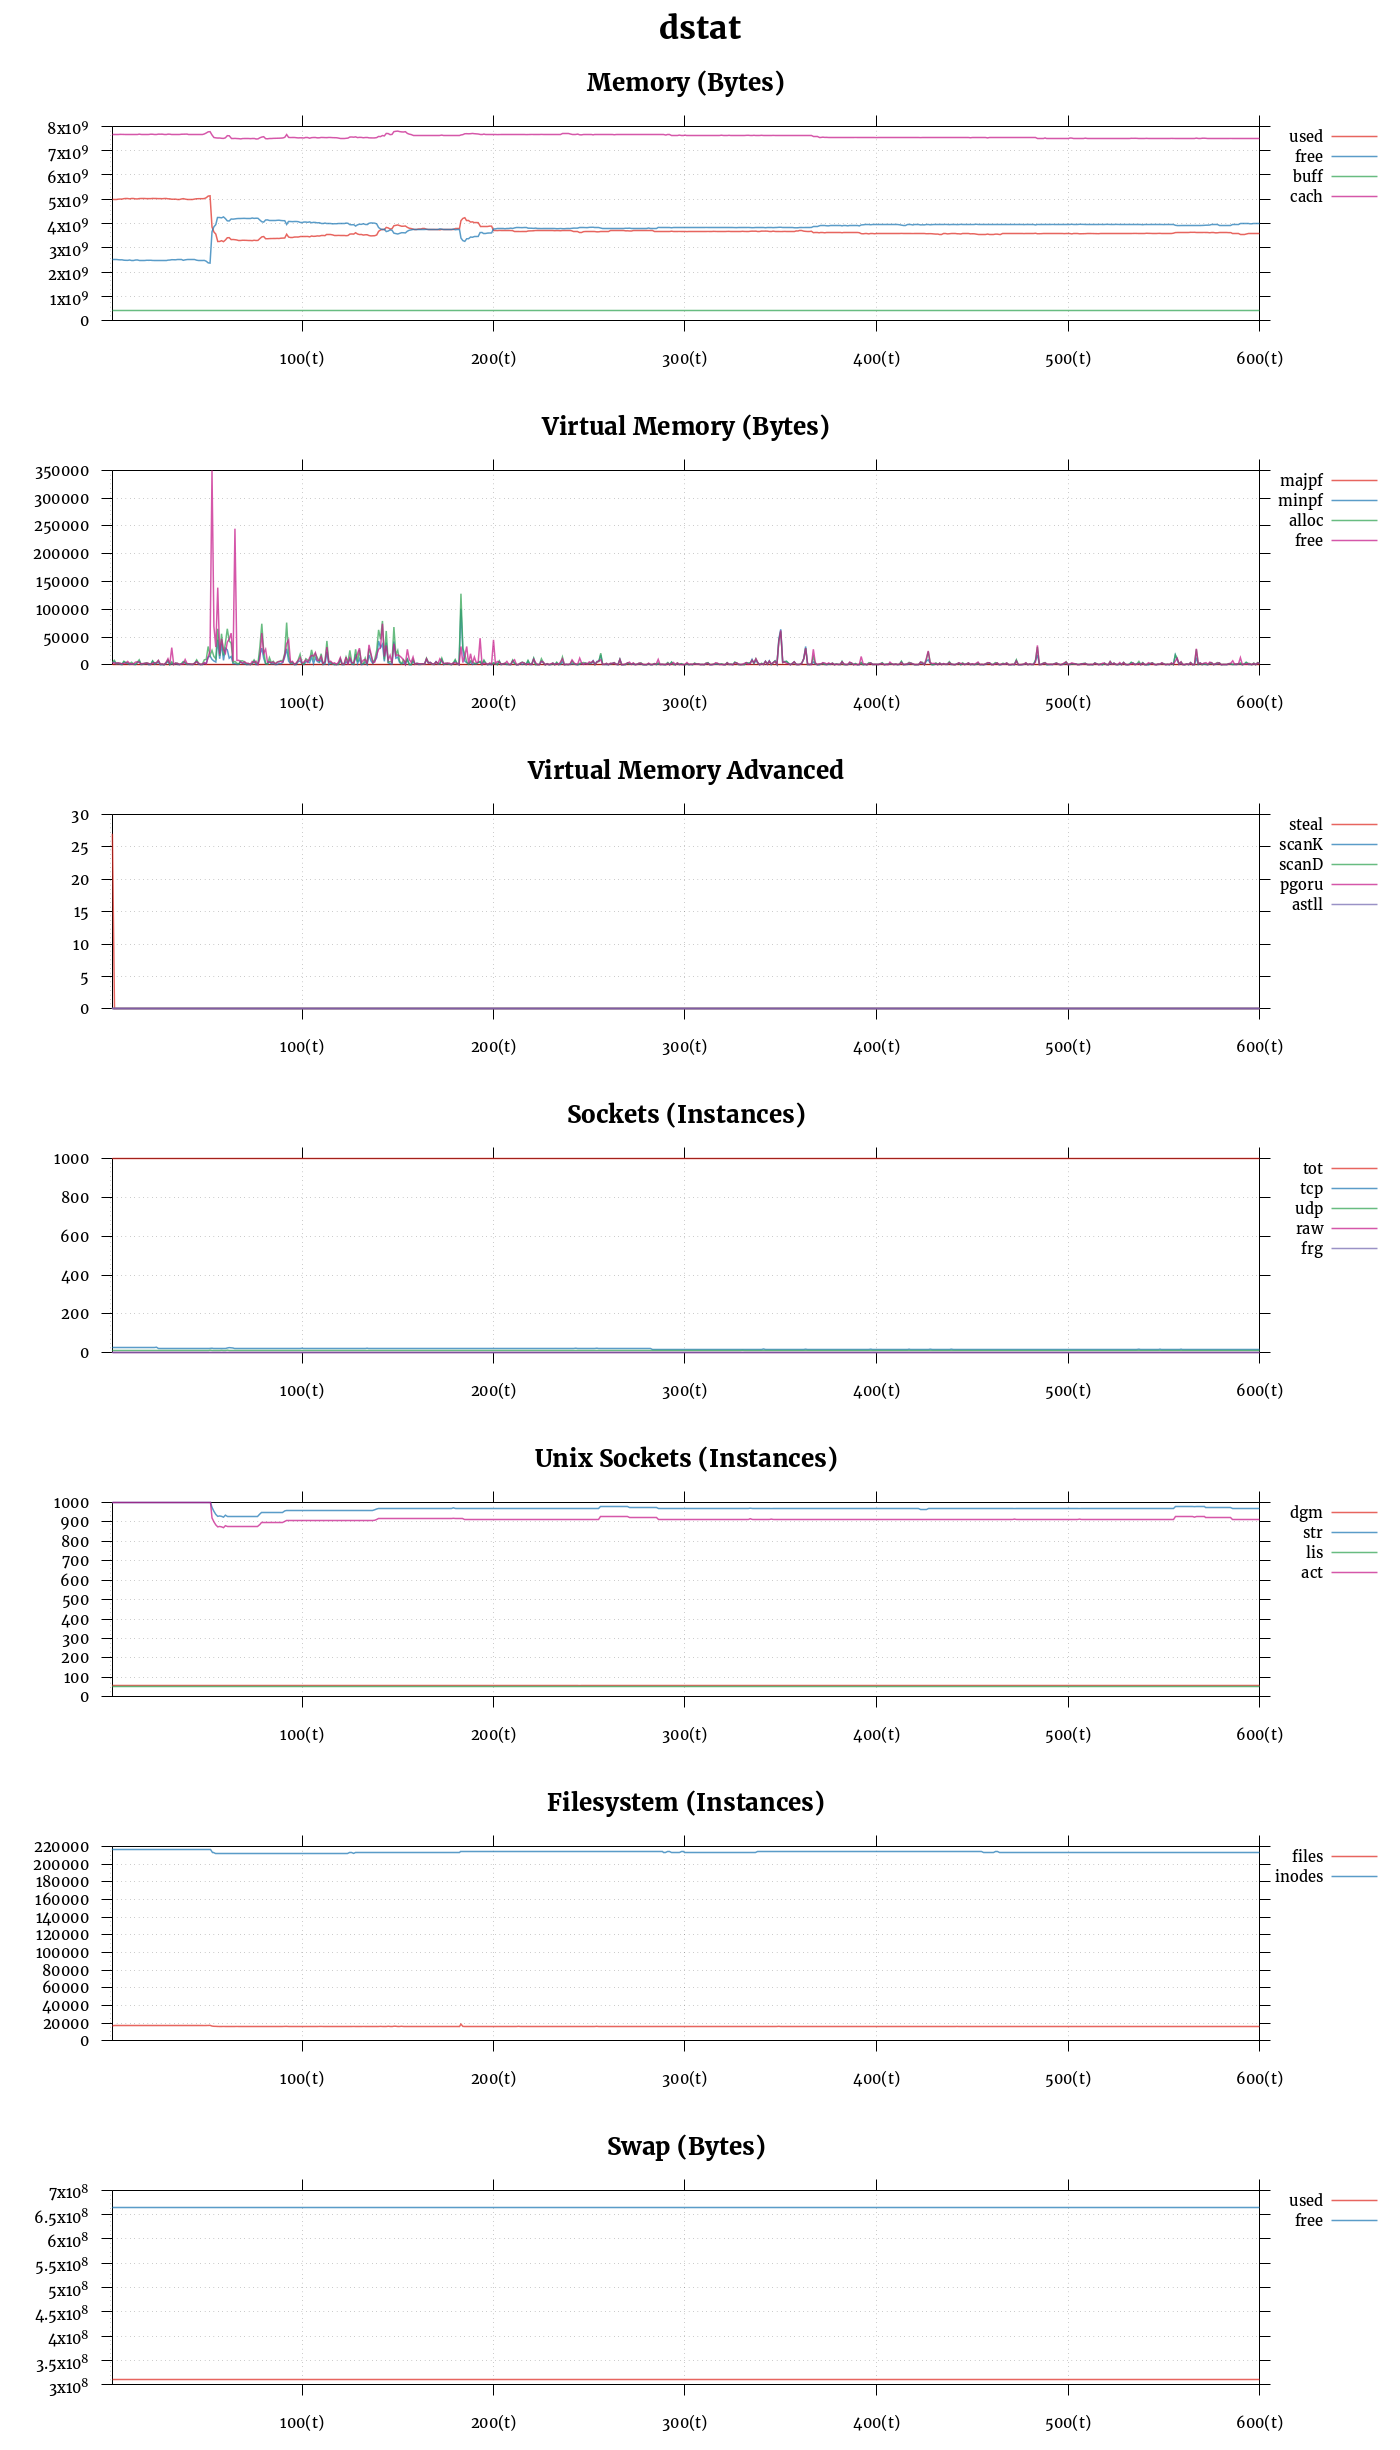 dstat
Memory (Bytes)
8x10⁹
7x10⁹
6x10⁹
5x10⁹
4x10⁹
3x10⁹
2x10⁹
1x10⁹
0
100(t) 200(t) 300(t) 400(t) 500(t) 600(t)
used
free
buff
cach
Virtual Memory (Bytes)
350000
300000
250000
200000
150000
100000
50000
0
100(t) 200(t) 300(t) 400(t) 500(t) 600(t)
majpf
minpf
alloc
free
Virtual Memory Advanced
30
25
20
15
10
5
0
100(t) 200(t) 300(t) 400(t) 500(t) 600(t)
steal
scanK
scanD
pgoru
astll
Sockets (Instances)
1000
800
600
400
200
0
100(t) 200(t) 300(t) 400(t) 500(t) 600(t)
tot
tcp
udp
raw
frg
Unix Sockets (Instances)
1000
900
800
700
600
500
400
300
200
100
0
100(t) 200(t) 300(t) 400(t) 500(t) 600(t)
dgm
str
lis
act
Filesystem (Instances)
220000
200000
180000
160000
140000
120000
100000
80000
60000
40000
20000
0
100(t) 200(t) 300(t) 400(t) 500(t) 600(t)
files
inodes
Swap (Bytes)
7x10⁸
6.5x10⁸
6x10⁸
5.5x10⁸
5x10⁸
4.5x10⁸
4x10⁸
3.5x10⁸
3x10⁸
100(t) 200(t) 300(t) 400(t) 500(t) 600(t)
used
free